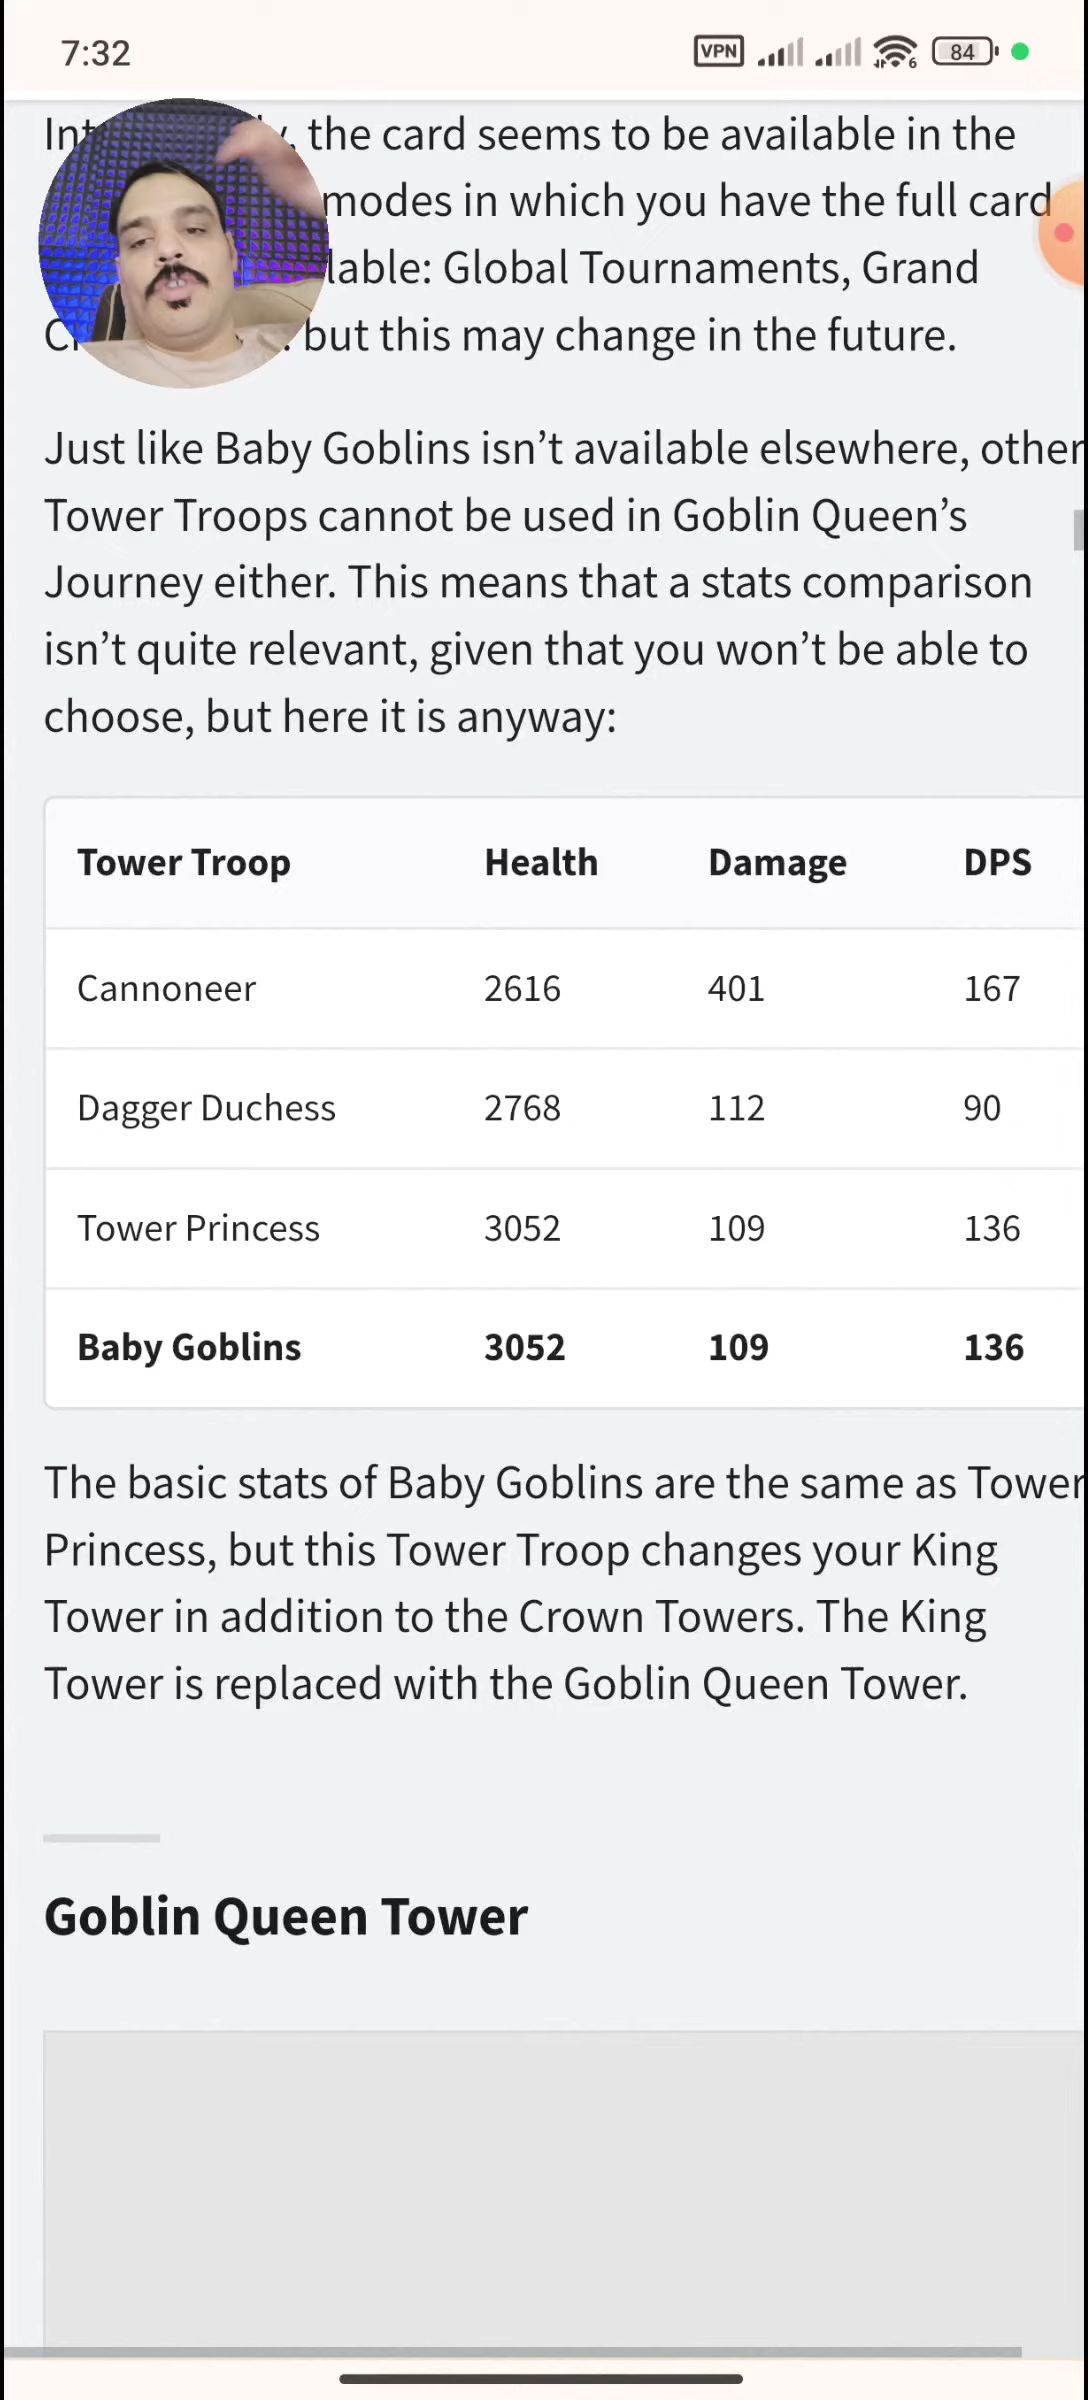 7:32
VPN
6
84
the card seems to be available in the
modes in which you have the full card
Global Tournaments, Grand
but this may change in the future.
Just like Baby Goblins isn’t available elsewhere, other
Tower Troops cannot be used in Goblin Queen’s
Journey either. This means that a stats comparison
isn’t quite relevant, given that you won’t be able to
choose, but here it is anyway:
Tower Troop Health Damage DPS
Cannoneer 2616 401 167
Dagger Duchess 2768 112 90
Tower Princess 3052 109 136
Baby Goblins 3052 109 136
The basic stats of Baby Goblins are the same as Tower
Princess, but this Tower Troop changes your King
Tower in addition to the Crown Towers. The King
Tower is replaced with the Goblin Queen Tower.
Goblin Queen Tower